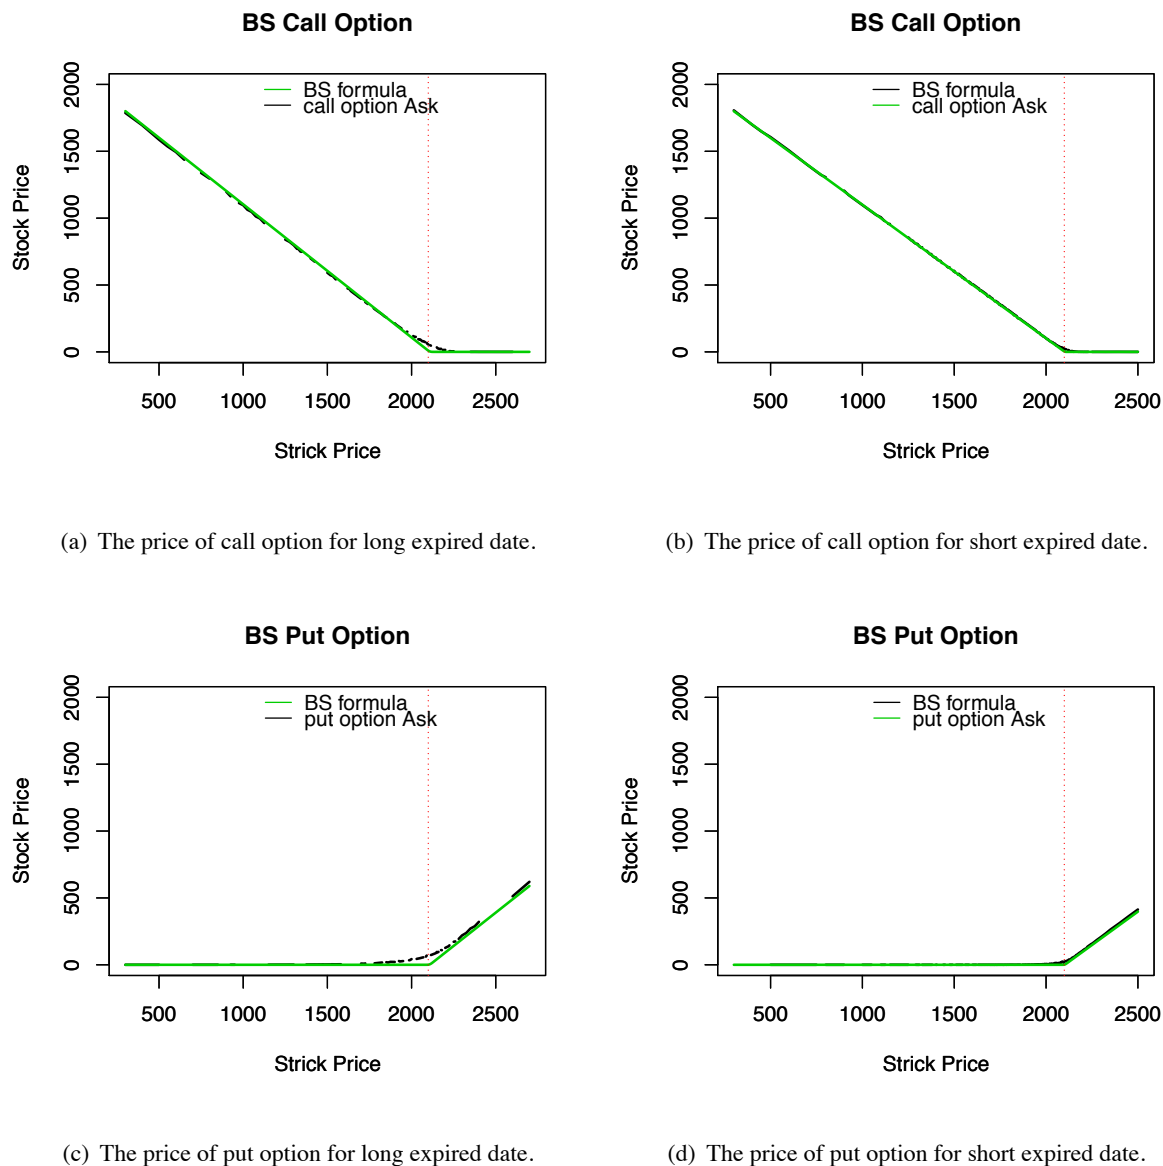 BS Call Option
BS formula
call option Ask
2000
1500
1000
500
0
Stock Price
500 1000 1500 2000 2500
Strick Price
(a) The price of call option for long expired date.
BS Call Option
BS formula
call option Ask
2000
1500
1000
500
0
Stock Price
500 1000 1500 2000 2500
Strick Price
(b) The price of call option for short expired date.
BS Put Option
BS formula
put option Ask
2000
1500
1000
500
0
Stock Price
500 1000 1500 2000 2500
Strick Price
(c) The price of put option for long expired date.
BS Put Option
BS formula
put option Ask
2000
1500
1000
500
0
Stock Price
500 1000 1500 2000 2500
Strick Price
(d) The price of put option for short expired date.